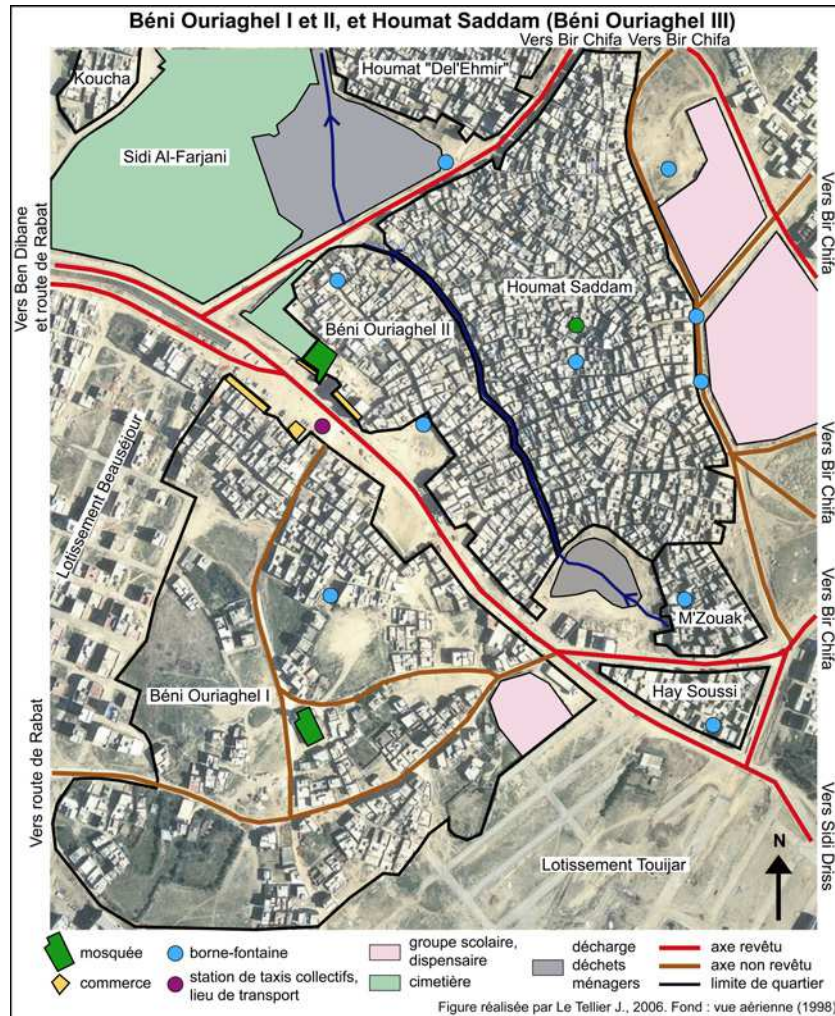 Béni Ouriaghel I et II, et Houmat Saddam (Béni Ouriaghel III)
Vers Bir Chifa
Vers Bir Chifa
Koucha
Houmat "Del'Ehmir"
Sidi Al-Farjani
Vers Bir Chifa
Vers Ben Dibane
et route de Rabat
Houmat Saddam
Béni Ouriaghel II
Lotissement Beauséjour
Vers Bir Chifa
M'Zouak
Vers Bir Chifa
Béni Ouriaghel I
Hay Soussi
Vers route de Rabat
Vers Sidi Driss
Lotissement Touijar
N
mosquée
borne-fontaine
groupe scolaire,
dispensaire
décharge
déchets
ménagers
axe revêtu
axe non revêtu
commerce
station de taxis collectifs,
lieu de transport
cimetière
limite de quartier
Figure réalisée par Le Tellier J., 2006. Fond : vue aérienne (1998)